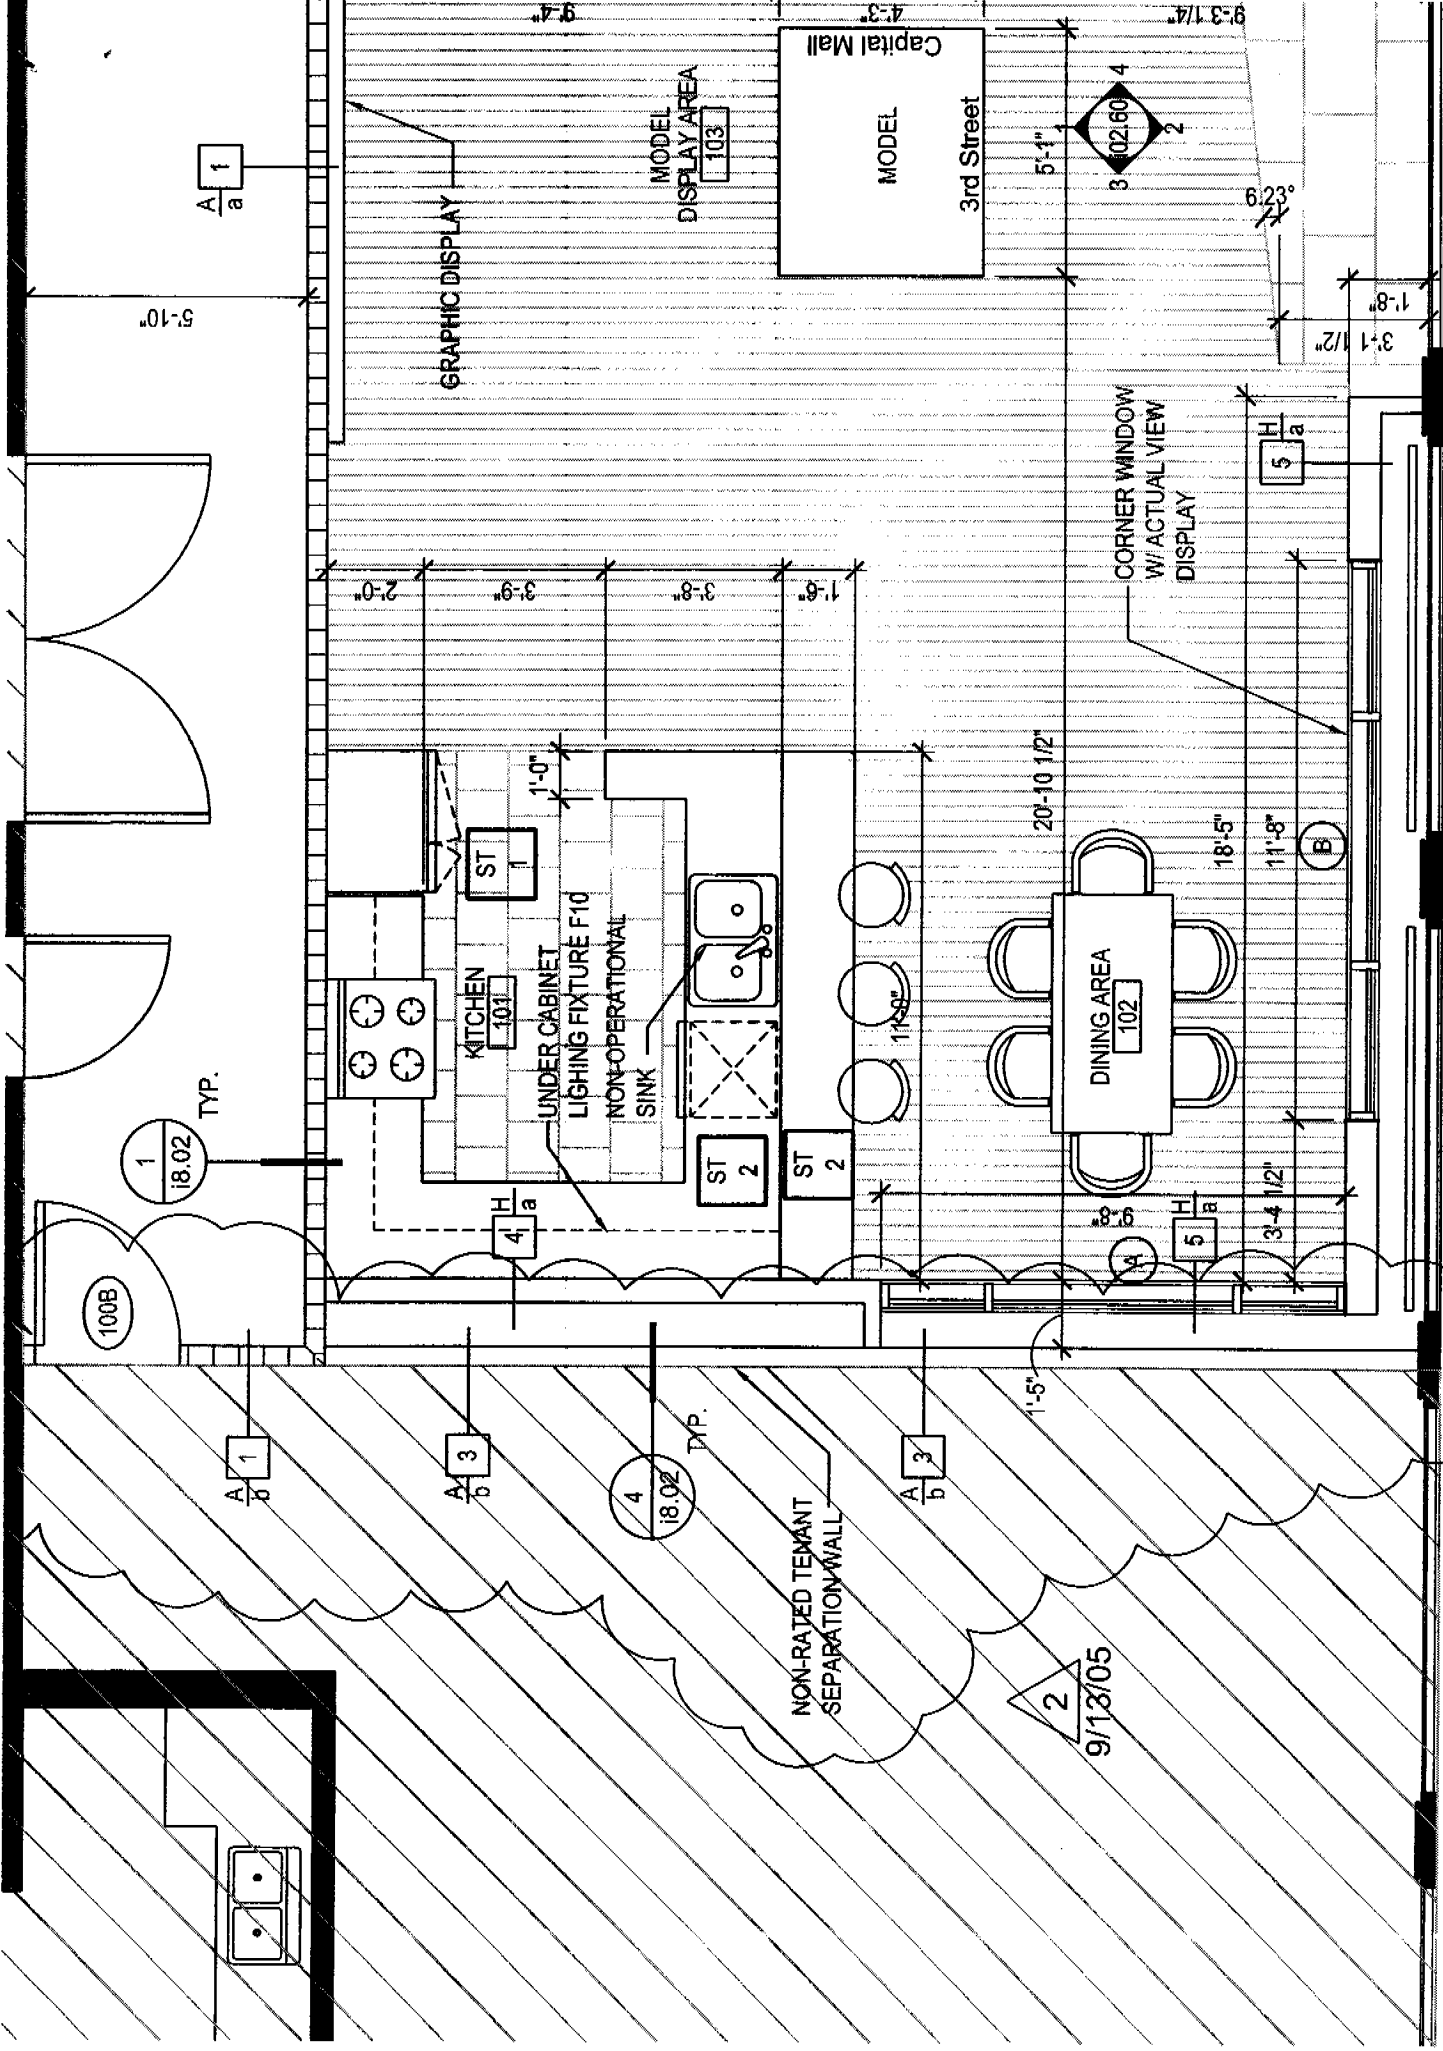 A
a
1
5'-10"
GRAPHIC DISPLAY
9'-4"
4'-3"
9'-3 1/4"
MODEL
DISPLAY AREA
103
MODEL
Capital Mall
3rd Street
5'-1"
1
2
3
4
102.60
6.23°
1'-8"
3'-1 1/2"
CORNER WINDOW
W/ ACTUAL VIEW
DISPLAY
5
H
a
2'-0"
3'-9"
3'-8"
1'-6"
1'-0"
20'-10 1/2"
18'-5"
11'-8"
B
ST
1
KITCHEN
101
UNDER CABINET
LIGHING FIXTURE F10
NON-OPERATIONAL
SINK
11'-0"
DINING AREA
102
1
i8.02
TYP.
ST
2
ST
2
4
H
a
9'-8"
A
5
H
a
3'-4 1/2"
100B
1'-5"
A
b
1
A
b
3
4
i8.02
TYP.
A
b
3
NON-RATED TENANT
SEPARATION WALL
2
9/13/05